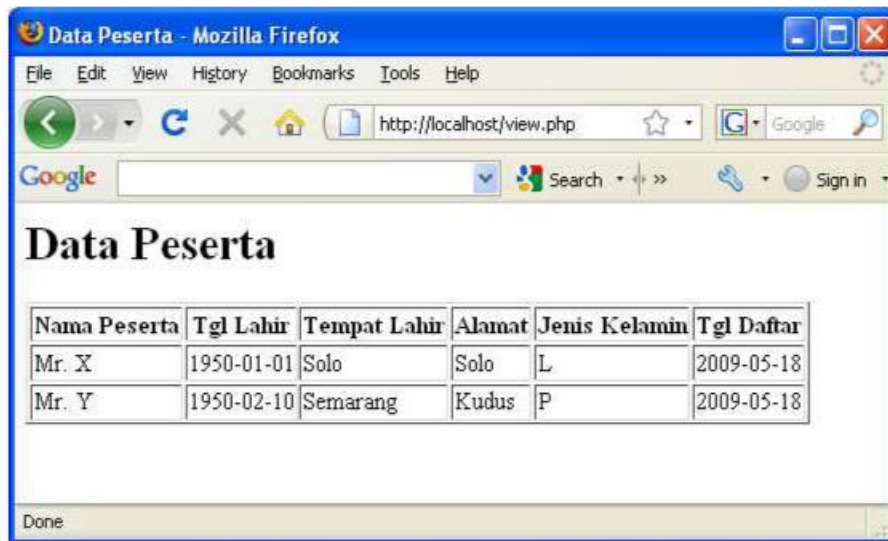 Data Peserta - Mozilla Firefox
File Edit View History Bookmarks Tools Help
http://localhost/view.php G Google
Google Search » Sign in
Data Peserta
Nama Peserta Tgl Lahir Tempat Lahir Alamat Jenis Kelamin Tgl Daftar
Mr. X 1950-01-01 Solo Solo L 2009-05-18
Mr. Y 1950-02-10 Semarang Kudus P 2009-05-18
Done